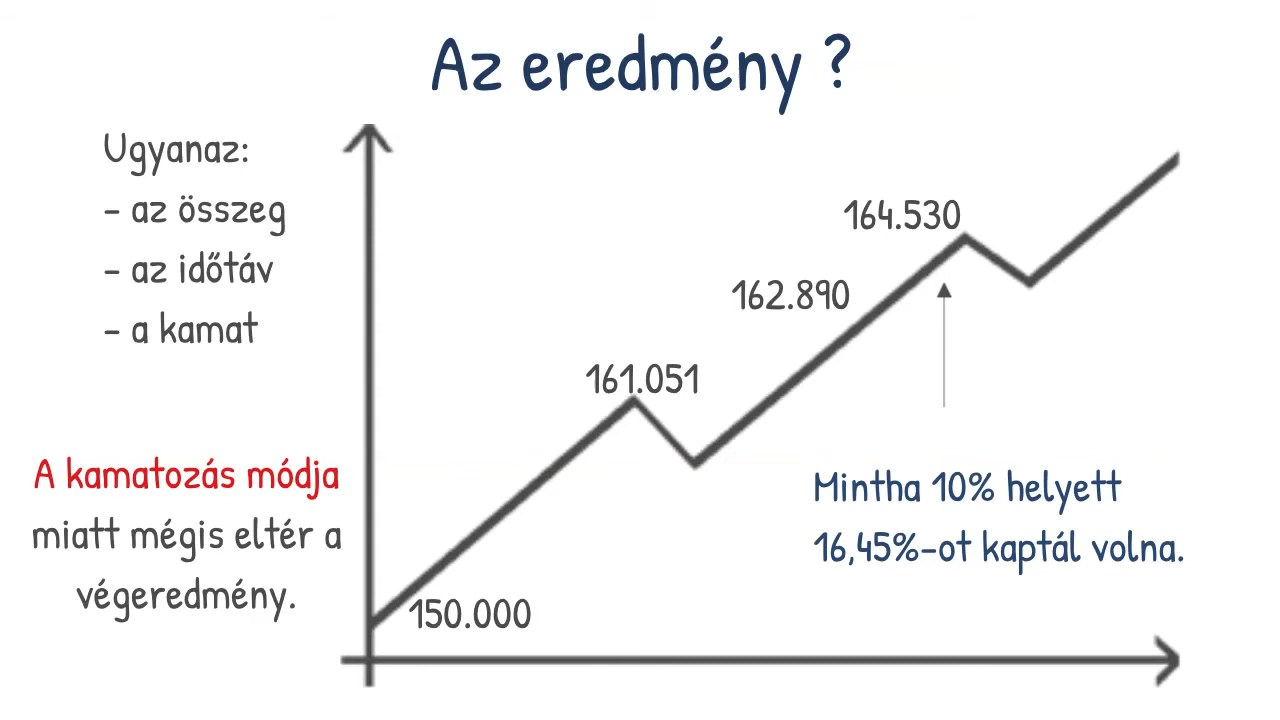 Az eredmény ?
Ugyanaz:
- az összeg
- az időtáv
- a kamat
A kamatozás módja
miatt mégis eltér a
végeredmény.
164.530
162.890
161.051
150.000
Mintha 10% helyett
16,45%-ot kaptál volna.